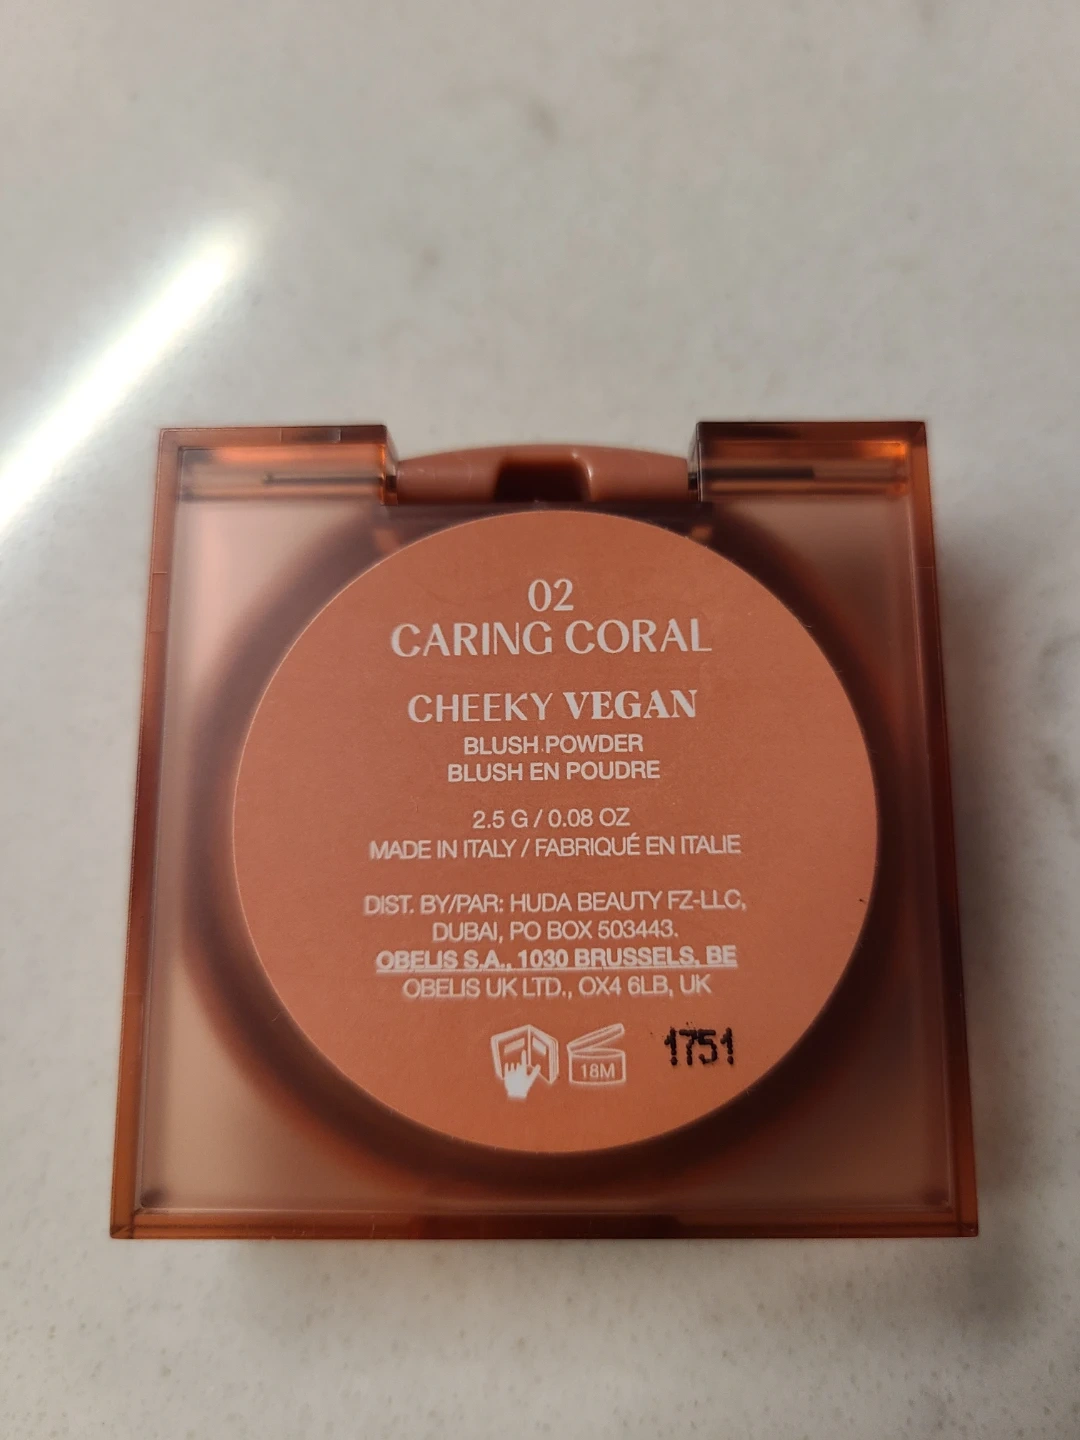 02
CARING CORAL
CHEEKY VEGAN
BLUSH POWDER
BLUSH EN POUDRE
2.5 G / 0.08 OZ
MADE IN ITALY / FABRIQUÉ EN ITALIE
DIST. BY/PAR: HUDA BEAUTY FZ-LLC,
DUBAI, PO BOX 503443.
OBELIS S.A., 1030 BRUSSELS, BE
OBELIS UK LTD., OX4 6LB, UK
18M 1751